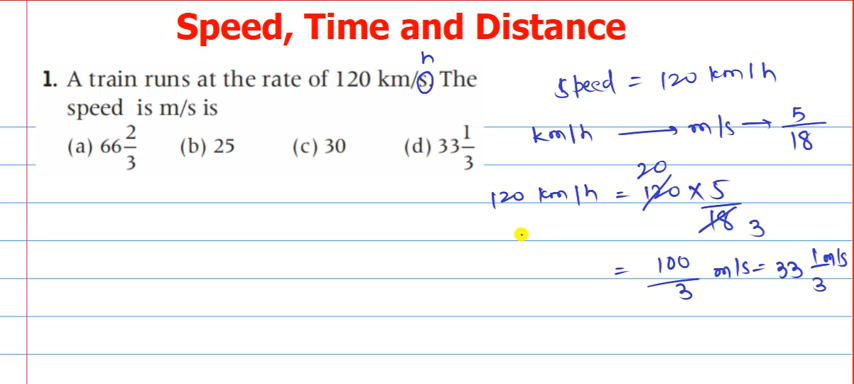 Speed, Time and Distance
h
1. A train runs at the rate of 120 km/s. The
speed is m/s is
(a) 66 2/3 (b) 25 (c) 30 (d) 33 1/3
Speed = 120 km/h
km/h → m/s → 5/18
20
120 km/h = 120 × 5
18 3
= 100/3 m/s = 33 1/3 m/s